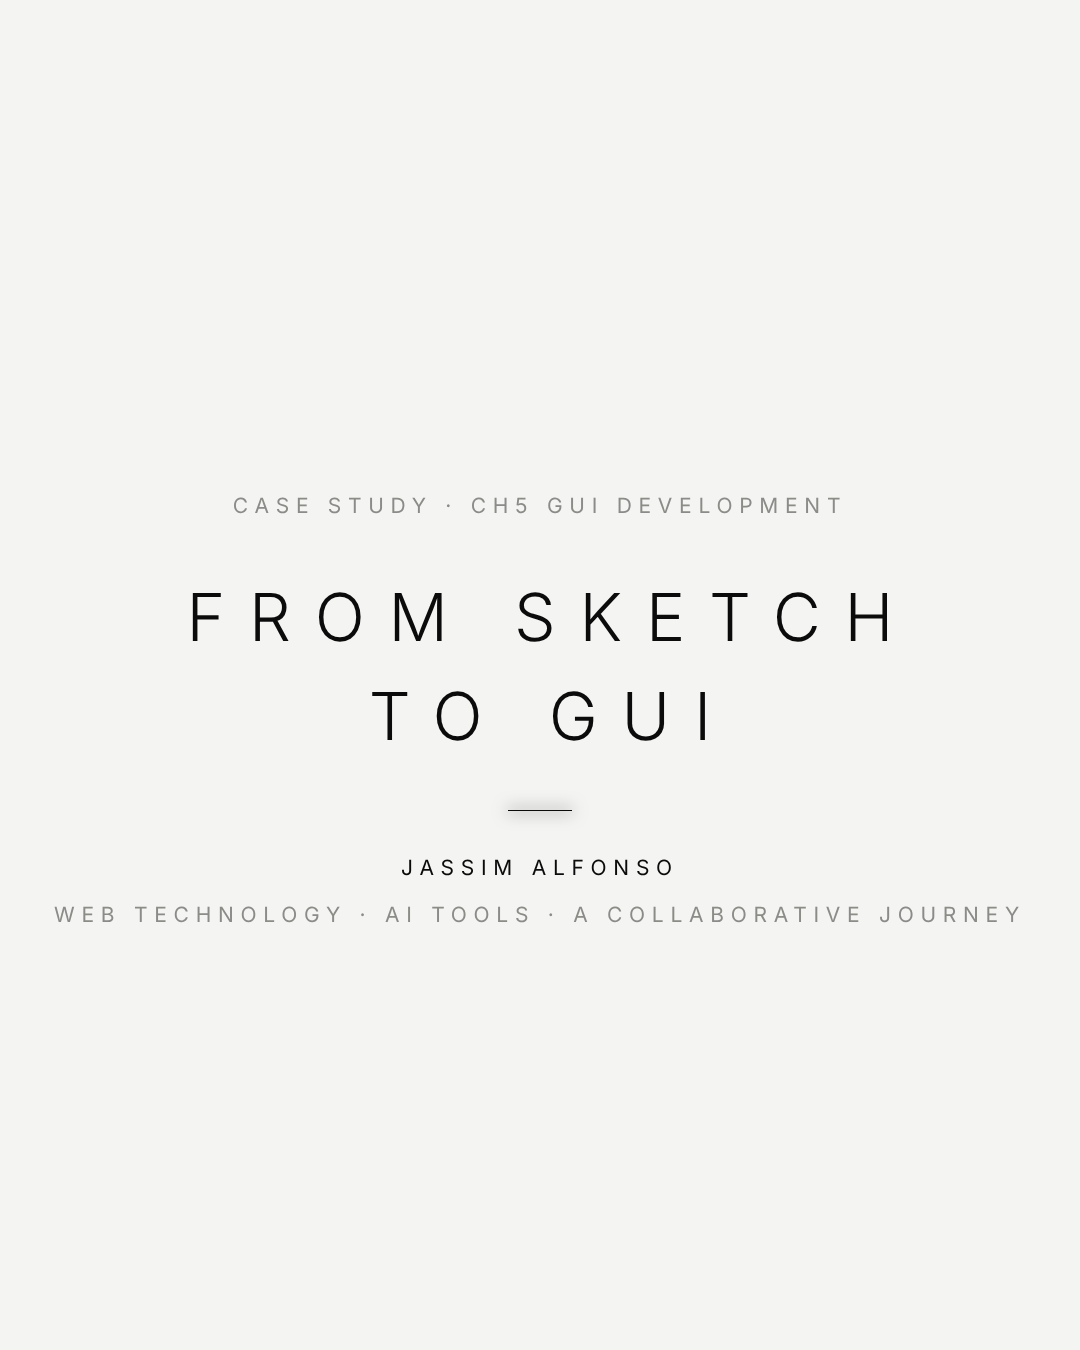 CASE STUDY · CH5 GUI DEVELOPMENT
FROM SKETCH
TO GUI
JASSIM ALFONSO
WEB TECHNOLOGY · AI TOOLS · A COLLABORATIVE JOURNEY